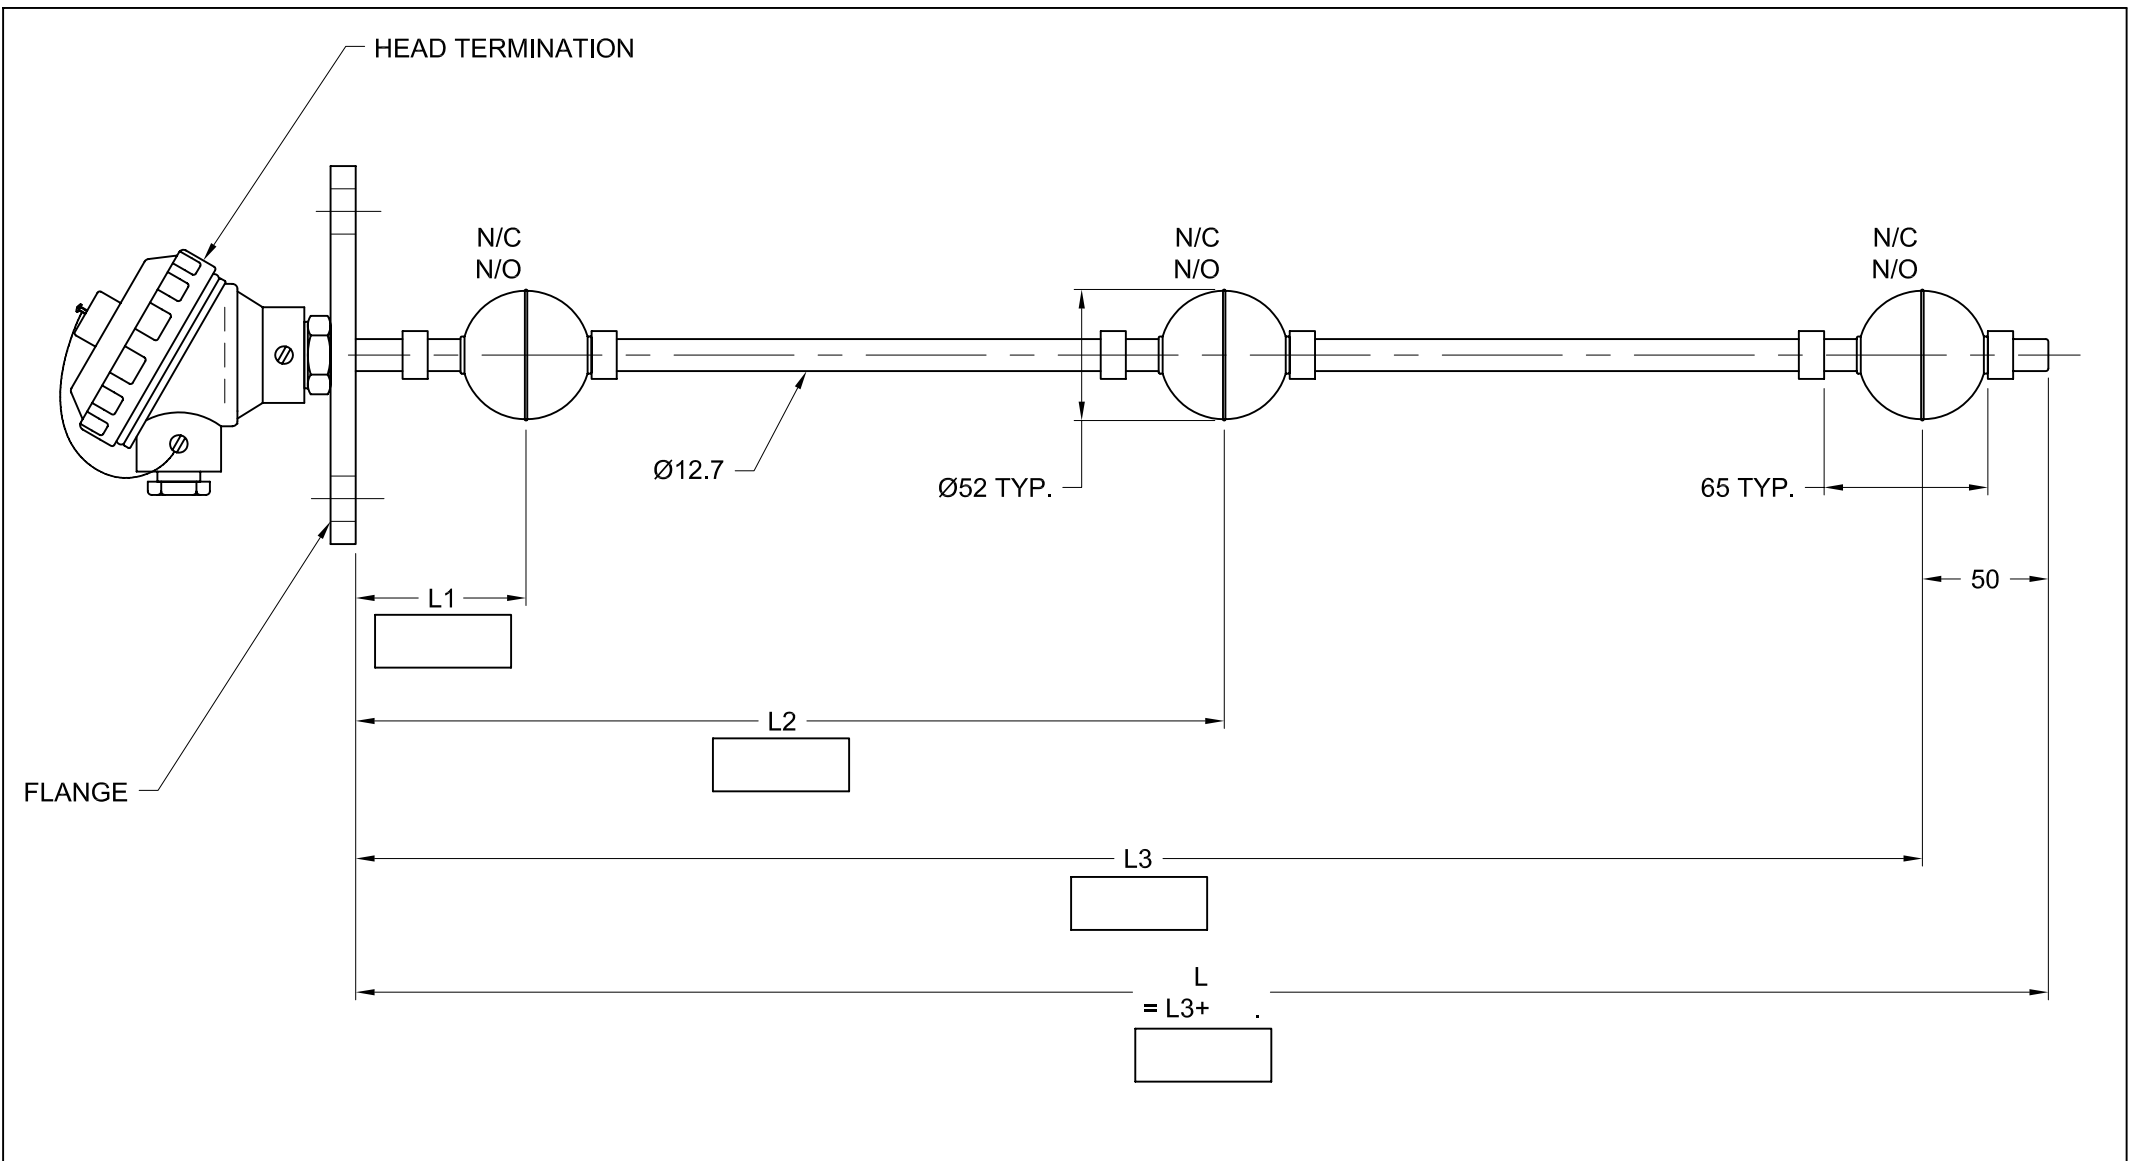 HEAD TERMINATION
N/C
N/O
N/C
N/O
N/C
N/O
Ø12.7
Ø52 TYP.
65 TYP.
50
L1
L2
FLANGE
L3
L
= L3+ .